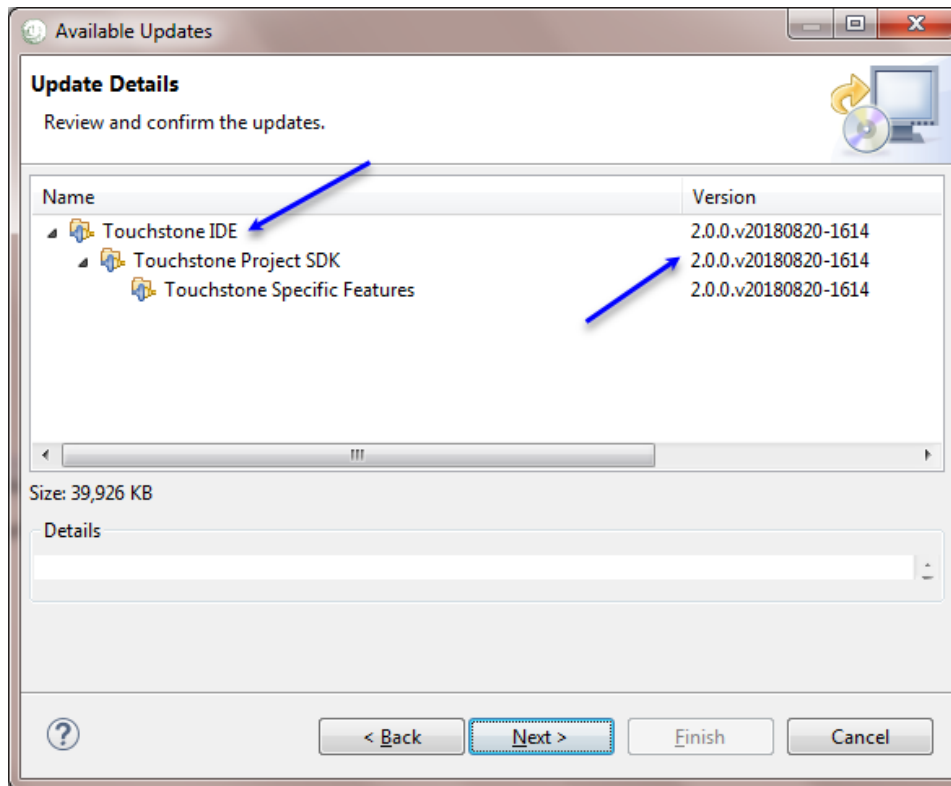 Available Updates
Update Details
Review and confirm the updates.
Name Version
Touchstone IDE 2.0.0.v20180820-1614
Touchstone Project SDK 2.0.0.v20180820-1614
Touchstone Specific Features 2.0.0.v20180820-1614
Size: 39,926 KB
Details
< Back Next > Finish Cancel